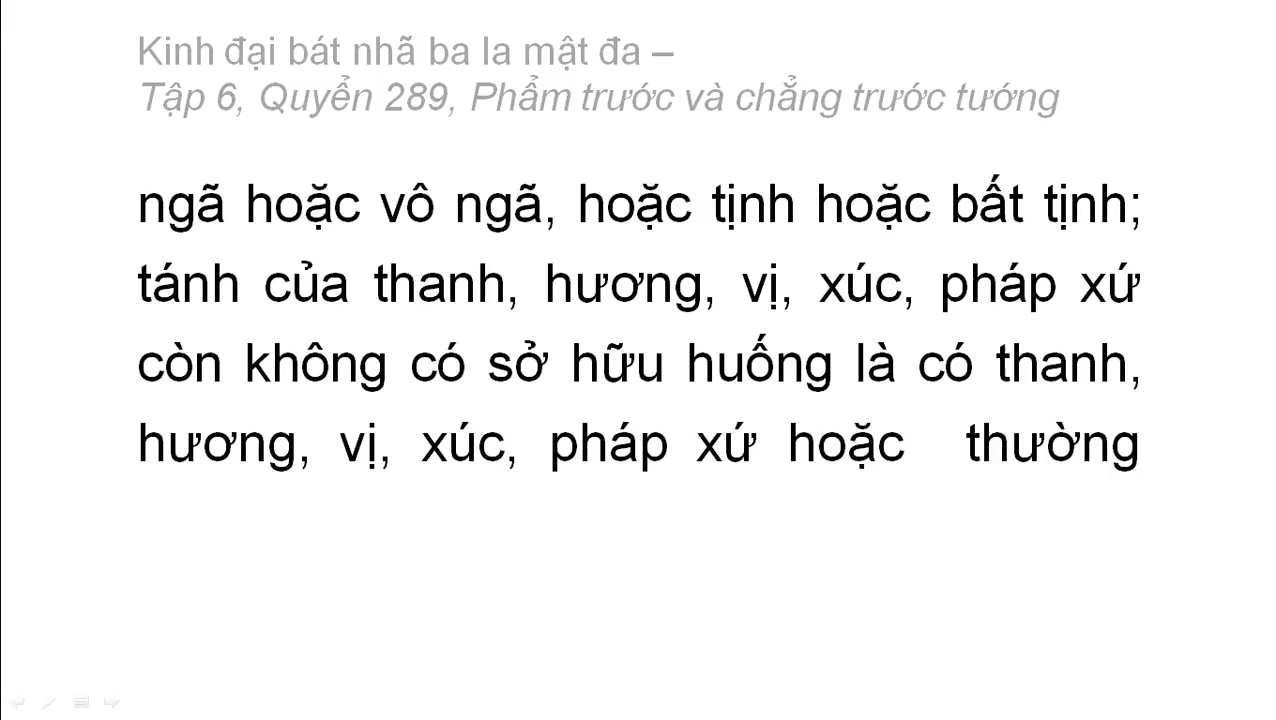 Kinh đại bát nhã ba la mật đa –
Tập 6, Quyển 289, Phẩm trước và chẳng trước tướng
ngã hoặc vô ngã, hoặc tịnh hoặc bất tịnh;
tánh của thanh, hương, vị, xúc, pháp xứ
còn không có sở hữu huống là có thanh,
hương, vị, xúc, pháp xứ hoặc thường